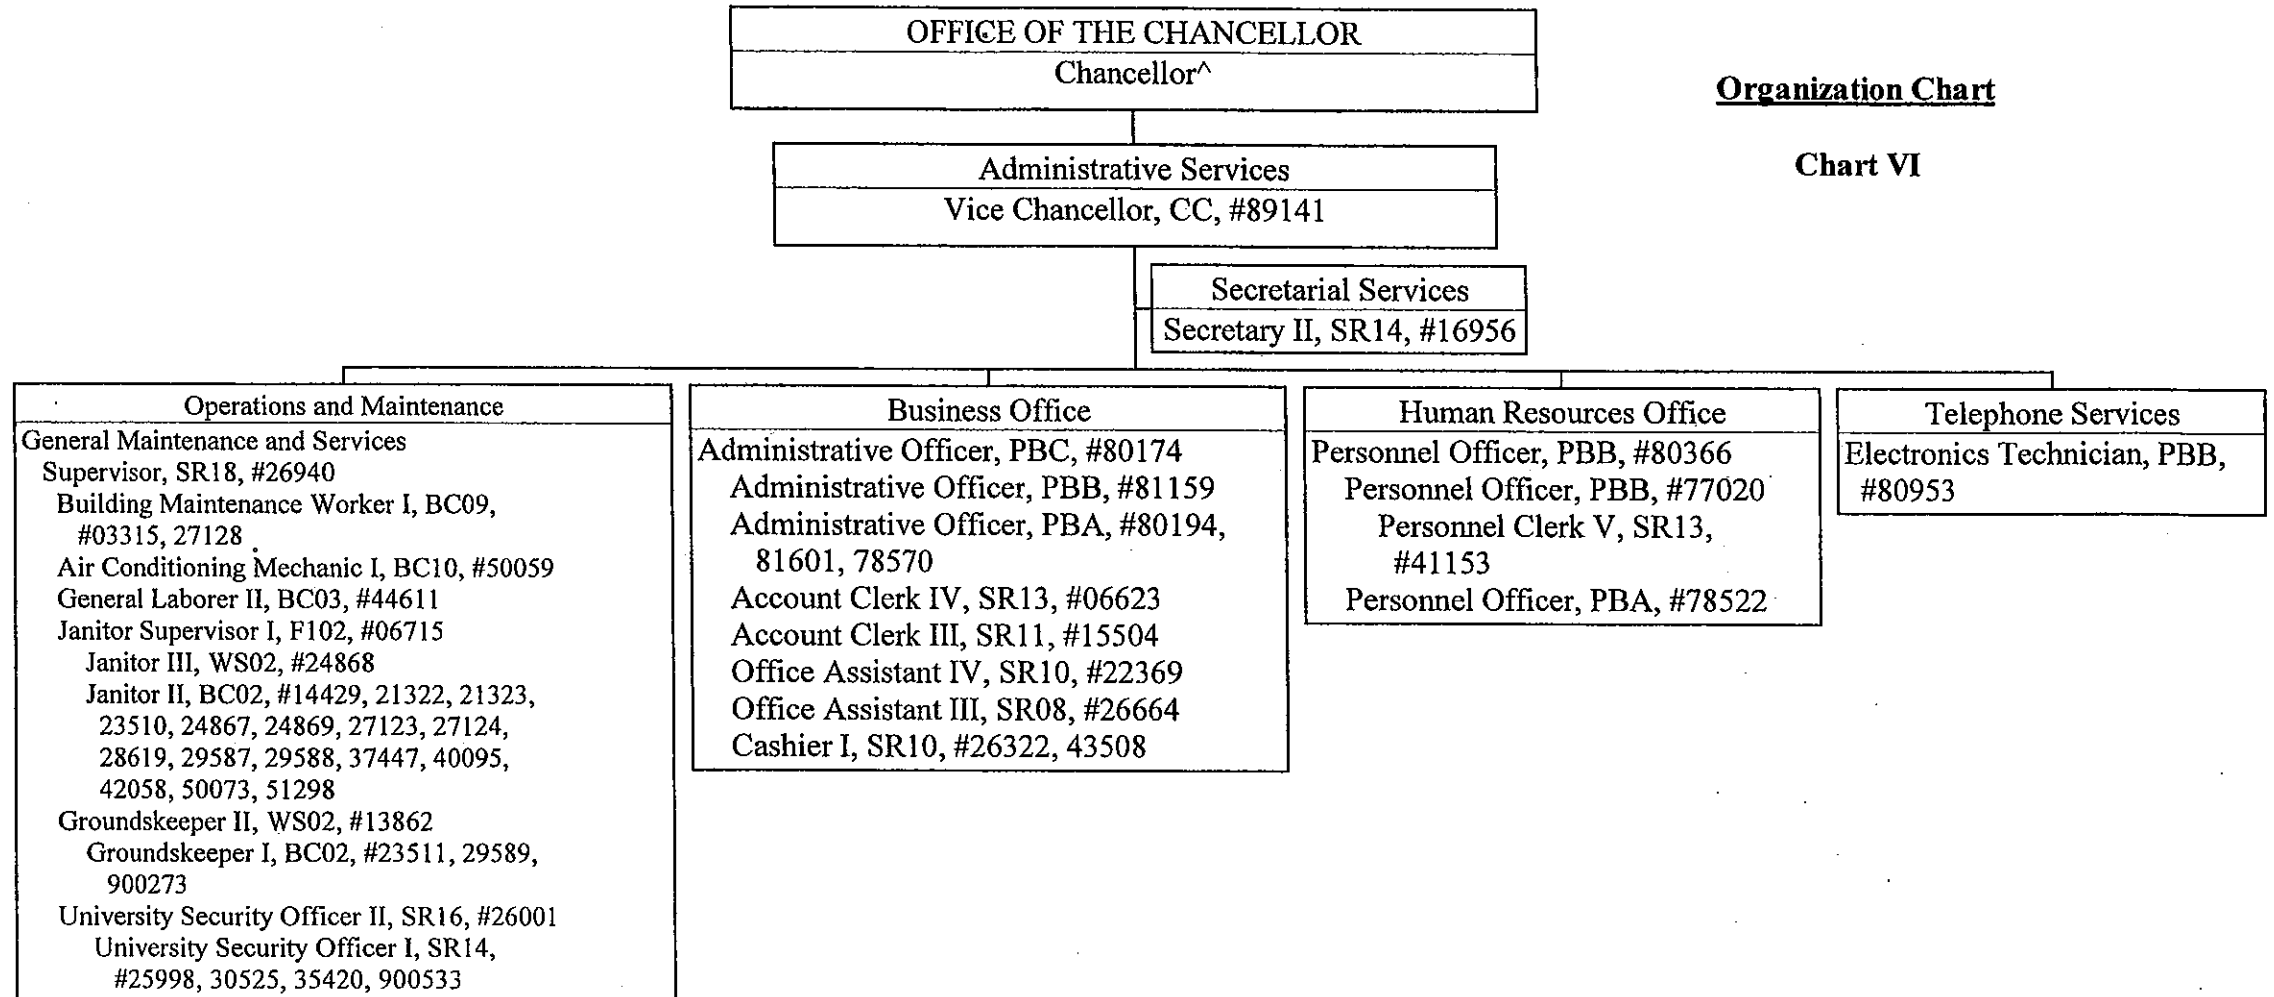 OFFICE OF THE CHANCELLOR
Chancellor^
Organization Chart
Chart VI
Administrative Services
Vice Chancellor, CC, #89141
Secretarial Services
Secretary II, SR14, #16956
Operations and Maintenance
General Maintenance and Services
Supervisor, SR18, #26940
Building Maintenance Worker I, BC09,
#03315, 27128
Air Conditioning Mechanic I, BC10, #50059
General Laborer II, BC03, #44611
Janitor Supervisor I, F102, #06715
Janitor III, WS02, #24868
Janitor II, BC02, #14429, 21322, 21323,
23510, 24867, 24869, 27123, 27124,
28619, 29587, 29588, 37447, 40095,
42058, 50073, 51298
Groundskeeper II, WS02, #13862
Groundskeeper I, BC02, #23511, 29589,
900273
University Security Officer II, SR16, #26001
University Security Officer I, SR14,
#25998, 30525, 35420, 900533
Business Office
Administrative Officer, PBC, #80174
Administrative Officer, PBB, #81159
Administrative Officer, PBA, #80194,
81601, 78570
Account Clerk IV, SR13, #06623
Account Clerk III, SR11, #15504
Office Assistant IV, SR10, #22369
Office Assistant III, SR08, #26664
Cashier I, SR10, #26322, 43508
Human Resources Office
Personnel Officer, PBB, #80366
Personnel Officer, PBB, #77020
Personnel Clerk V, SR13,
#41153
Personnel Officer, PBA, #78522
Telephone Services
Electronics Technician, PBB,
#80953